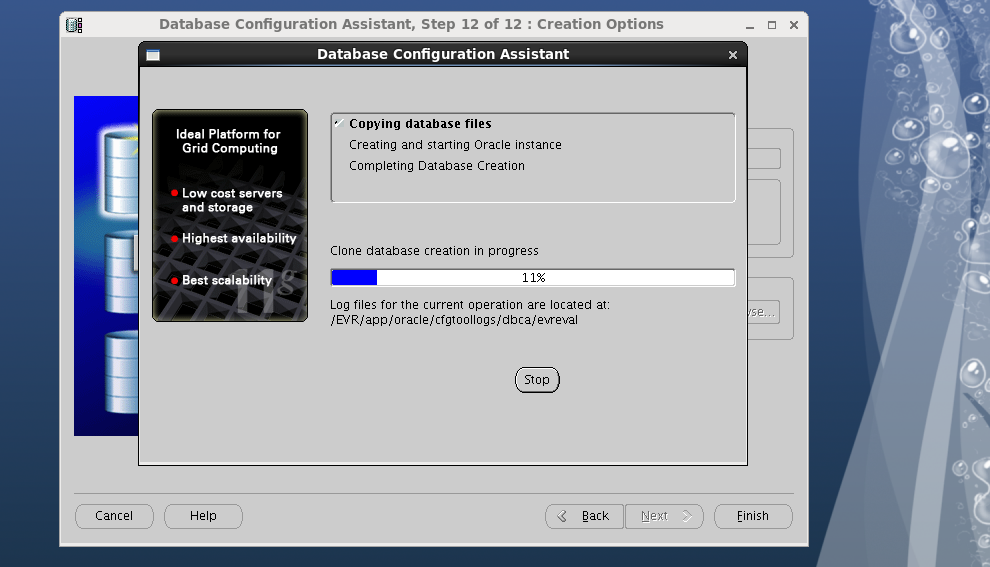 Database Configuration Assistant, Step 12 of 12 : Creation Options
Database Configuration Assistant
Ideal Platform for
Grid Computing
Low cost servers
and storage
Highest availability
Best scalability
11g
Copying database files
Creating and starting Oracle instance
Completing Database Creation
Clone database creation in progress
11%
Log files for the current operation are located at:
/EVR/app/oracle/cfgtoollogs/dbca/evreval
Stop
Cancel
Help
Back
Next
Finish